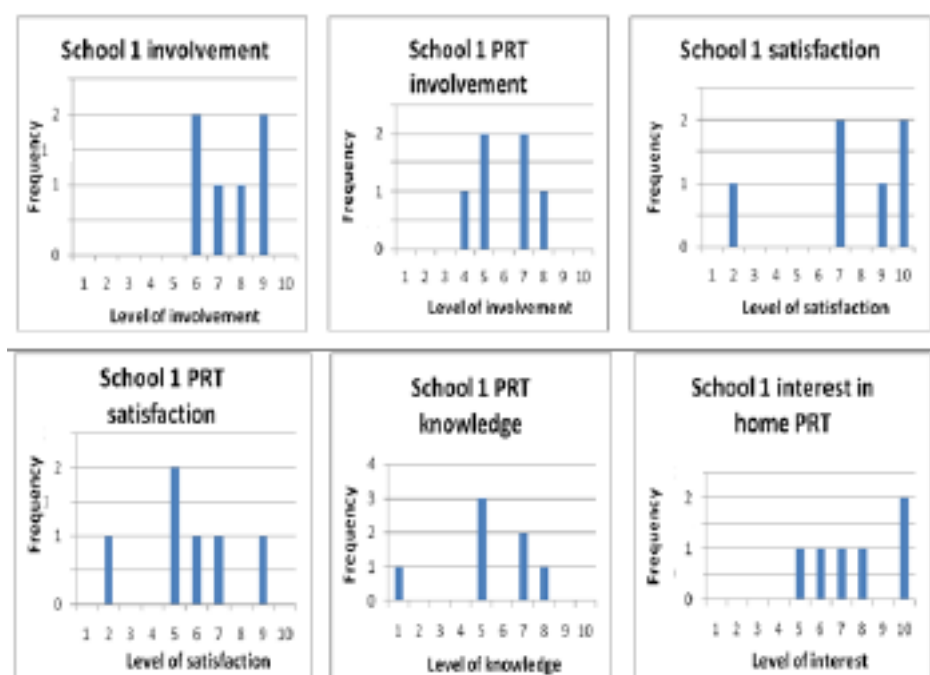 School 1 involvement
Frequency
2
1
0
1 2 3 4 5 6 7 8 9 10
Level of involvement
School 1 PRT
involvement
Frequency
2
1
0
1 2 3 4 5 6 7 8 9 10
Level of involvement
School 1 satisfaction
Frequency
2
1
0
1 2 3 4 5 6 7 8 9 10
Level of satisfaction
School 1 PRT
satisfaction
Frequency
2
1
0
1 2 3 4 5 6 7 8 9 10
Level of satisfaction
School 1 PRT
knowledge
Frequency
4
3
2
1
0
1 2 3 4 5 6 7 8 9 10
Level of knowledge
School 1 interest in
home PRT
Frequency
2
1
0
1 2 3 4 5 6 7 8 9 10
Level of interest